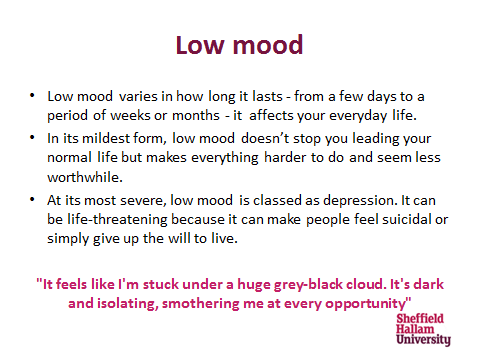 Low mood
• Low mood varies in how long it lasts - from a few days to a
period of weeks or months - it affects your everyday life.
• In its mildest form, low mood doesn't stop you leading your
normal life but makes everything harder to do and seem less
worthwhile.
• At its most severe, low mood is classed as depression. It can
be life-threatening because it can make people feel suicidal or
simply give up the will to live.
"It feels like I'm stuck under a huge grey-black cloud. It's dark
and isolating, smothering me at every opportunity"
Sheffield
Hallam
University